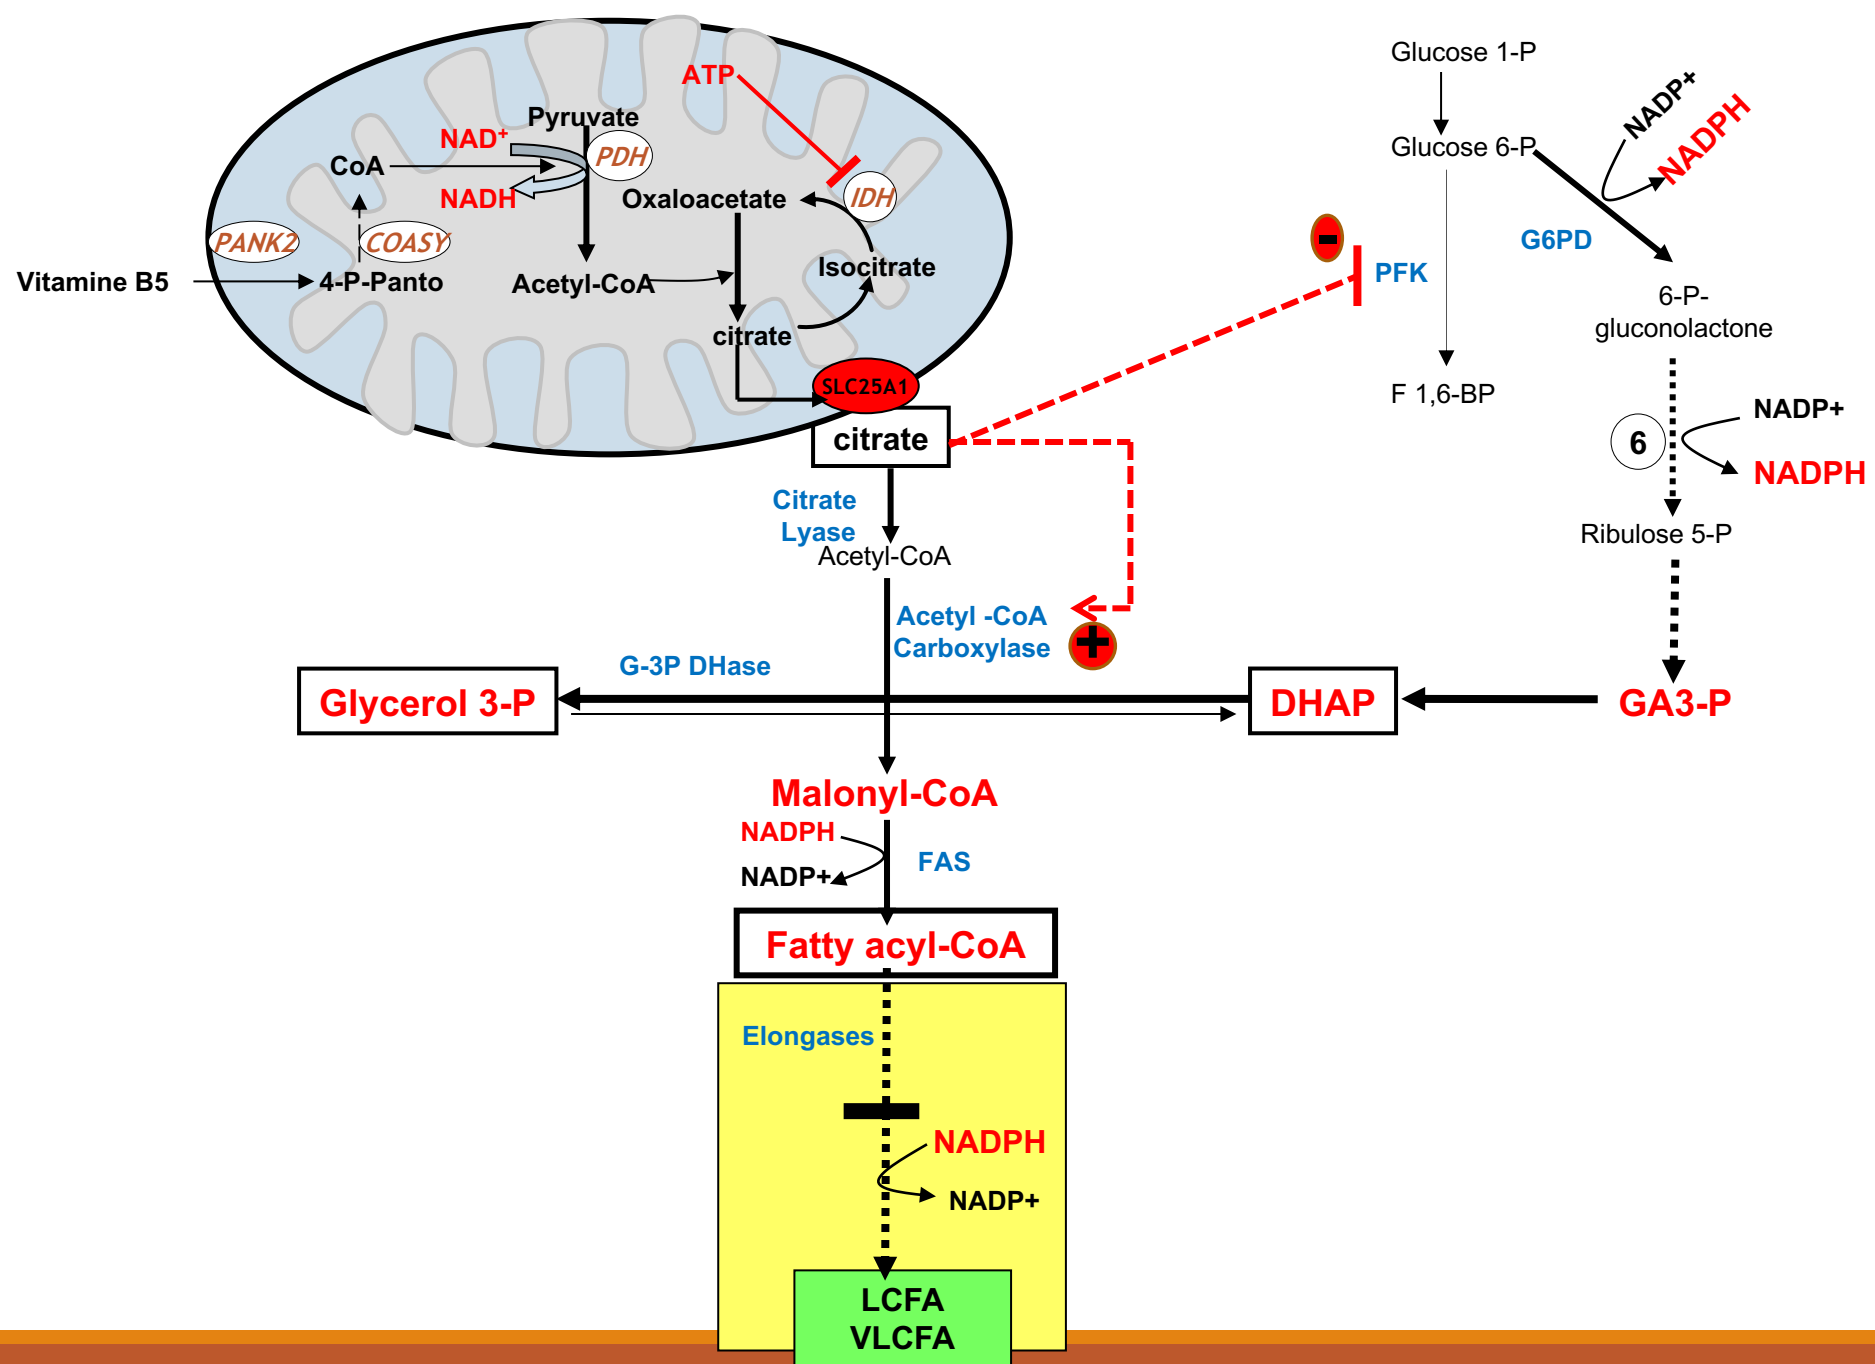 ATP
Pyruvate
NAD+
PDH
CoA
NADH
Oxaloacetate
IDH
PANK2
COASY
Vitamine B5
4-P-Panto
Acetyl-CoA
Isocitrate
citrate
SLC25A1
citrate
Citrate
Lyase
Acetyl-CoA
Acetyl -CoA
Carboxylase
+
G-3P DHase
Glycerol 3-P
DHAP
GA3-P
Malonyl-CoA
NADPH
NADP+
FAS
Fatty acyl-CoA
Elongases
NADPH
NADP+
LCFA
VLCFA
Glucose 1-P
Glucose 6-P
NADP+
NADPH
G6PD
-
PFK
6-P-
gluconolactone
F 1,6-BP
6
NADP+
NADPH
Ribulose 5-P